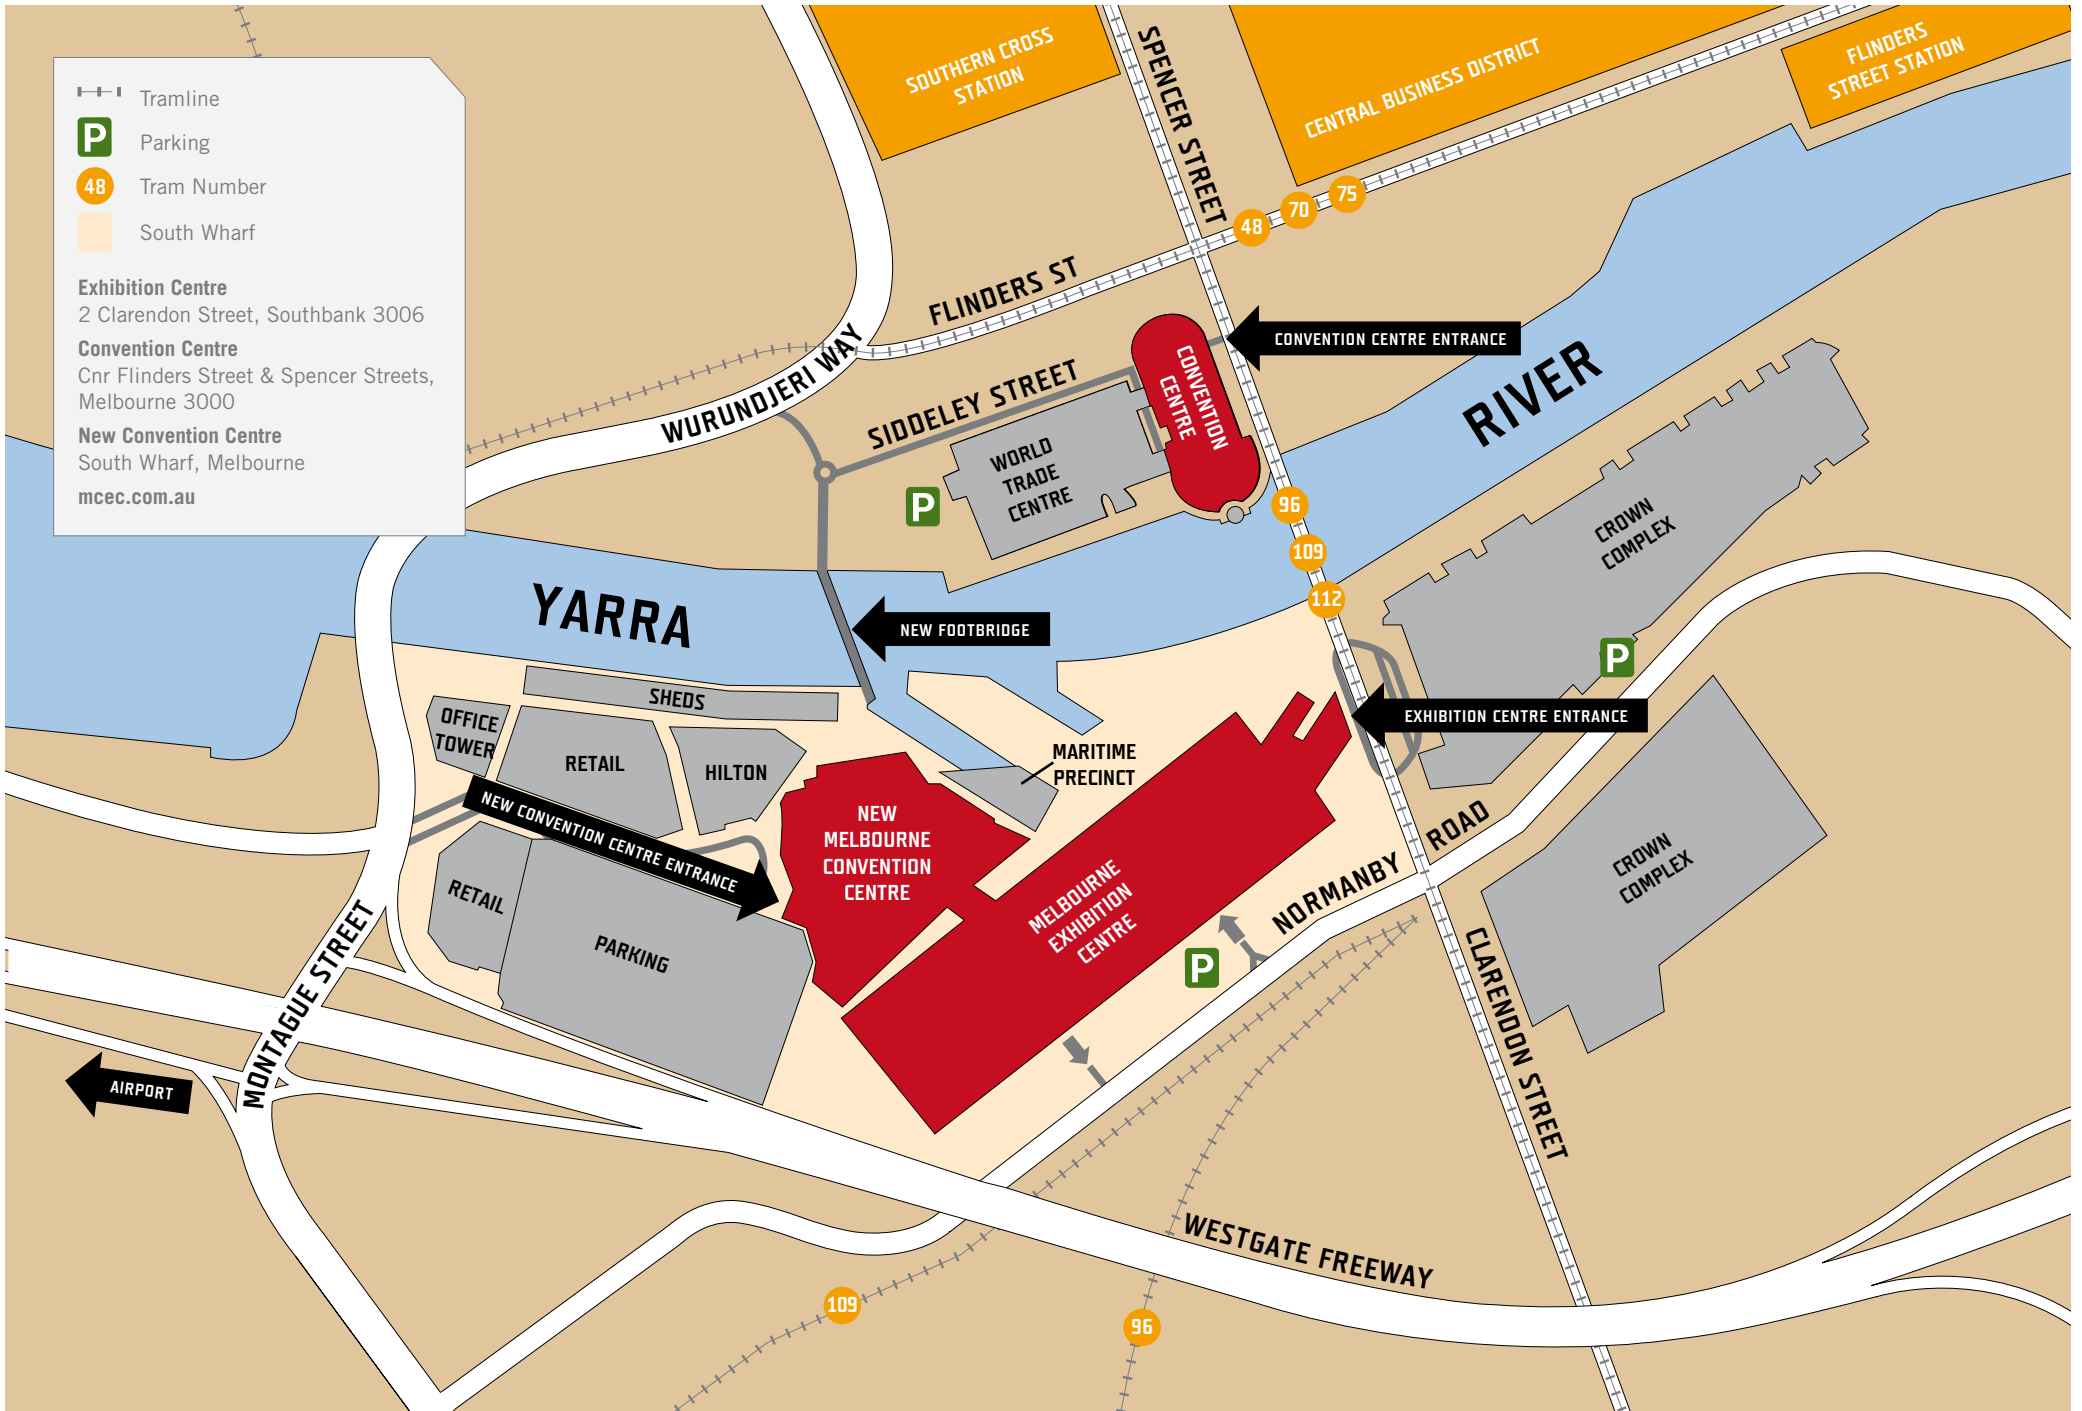 Tramline
P
Parking
48
Tram Number
South Wharf
Exhibition Centre
2 Clarendon Street, Southbank 3006
Convention Centre
Cnr Flinders Street & Spencer Streets,
Melbourne 3000
New Convention Centre
South Wharf, Melbourne
mcec.com.au
SOUTHERN CROSS
STATION
SPENCER STREET
CENTRAL BUSINESS DISTRICT
FLINDERS
STREET STATION
48
70
75
FLINDERS ST
WURUNDJERI WAY
SIDDELEY STREET
CONVENTION
CENTRE
CONVENTION CENTRE ENTRANCE
RIVER
WORLD
TRADE
CENTRE
P
96
109
112
CROWN
COMPLEX
YARRA
NEW FOOTBRIDGE
P
SHEDS
OFFICE
TOWER
RETAIL
HILTON
MARITIME
PRECINCT
EXHIBITION CENTRE ENTRANCE
NEW CONVENTION CENTRE ENTRANCE
NEW
MELBOURNE
CONVENTION
CENTRE
MELBOURNE
EXHIBITION
CENTRE
NORMANBY ROAD
CROWN
COMPLEX
RETAIL
PARKING
P
MONTAGUE STREET
CLARENDON STREET
AIRPORT
WESTGATE FREEWAY
109
96